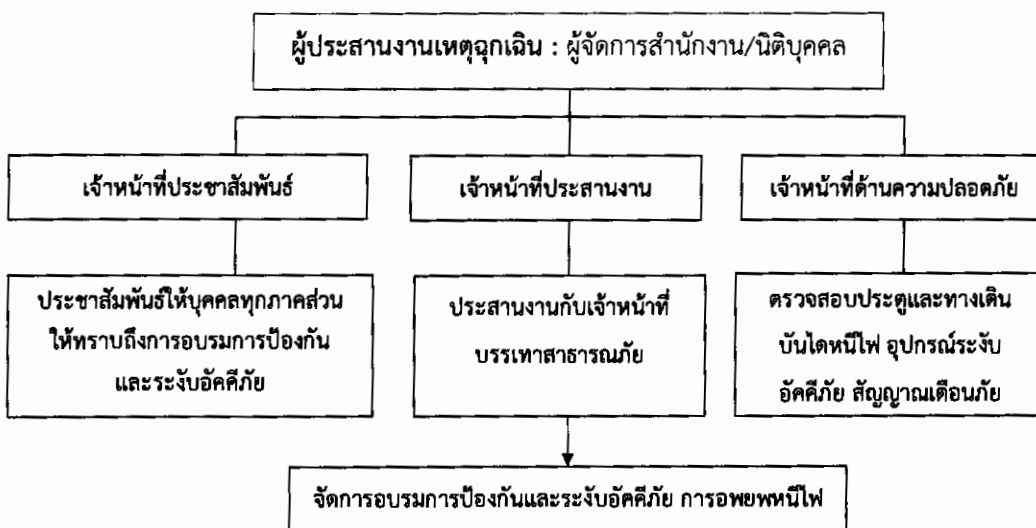 ผู้ประสานงานเหตุฉุกเฉิน : ผู้จัดการสำนักงาน/นิติบุคคล
เจ้าหน้าที่ประชาสัมพันธ์
เจ้าหน้าที่ประสานงาน
เจ้าหน้าที่ด้านความปลอดภัย
ประชาสัมพันธ์ให้บุคคลทุกภาคส่วน
ให้ทราบถึงการอบรมการป้องกัน
และระงับอัคคีภัย
ประสานงานกับเจ้าหน้าที่
บรรเทาสาธารณภัย
ตรวจสอบประตูและทางเดิน
บันไดหนีไฟ อุปกรณ์ระงับ
อัคคีภัย สัญญาณเตือนภัย
จัดการอบรมการป้องกันและระงับอัคคีภัย การอพยพหนีไฟ